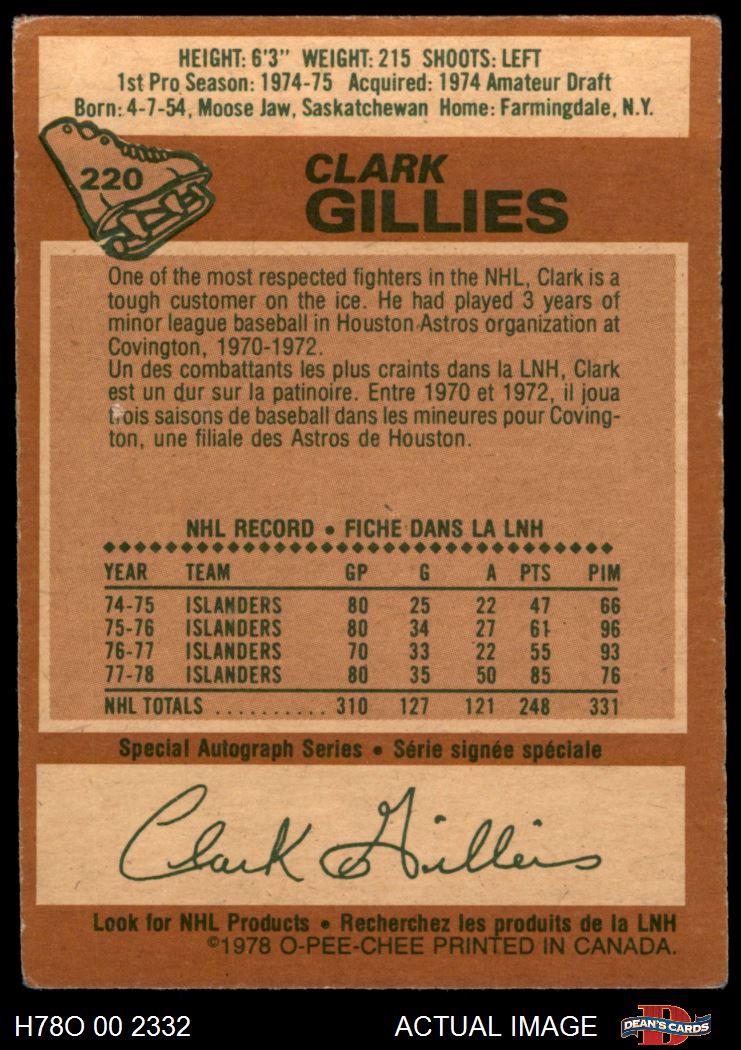 HEIGHT: 6'3" WEIGHT: 215 SHOOTS: LEFT
1st Pro Season: 1974-75 Acquired: 1974 Amateur Draft
Born: 4-7-54, Moose Jaw, Saskatchewan Home: Farmingdale, N.Y.
220
CLARK
GILLIES
One of the most respected fighters in the NHL, Clark is a
tough customer on the ice. He had played 3 years of
minor league baseball in Houston Astros organization at
Covington, 1970-1972.
Un des combattants les plus craints dans la LNH, Clark
est un dur sur la patinoire. Entre 1970 et 1972, il joua
trois saisons de baseball dans les mineures pour Coving-
ton, une filiale des Astros de Houston.
NHL RECORD • FICHE DANS LA LNH
YEAR TEAM GP G A PTS PIM
74-75 ISLANDERS 80 25 22 47 66
75-76 ISLANDERS 80 34 27 61 96
76-77 ISLANDERS 70 33 22 55 93
77-78 ISLANDERS 80 35 50 85 76
NHL TOTALS .......... 310 127 121 248 331
Special Autograph Series • Série signée spéciale
Clark Gillies
Look for NHL Products • Recherchez les produits de la LNH
©1978 O-PEE-CHEE PRINTED IN CANADA.
H78O 00 2332 ACTUAL IMAGE D DEAN'S CARDS